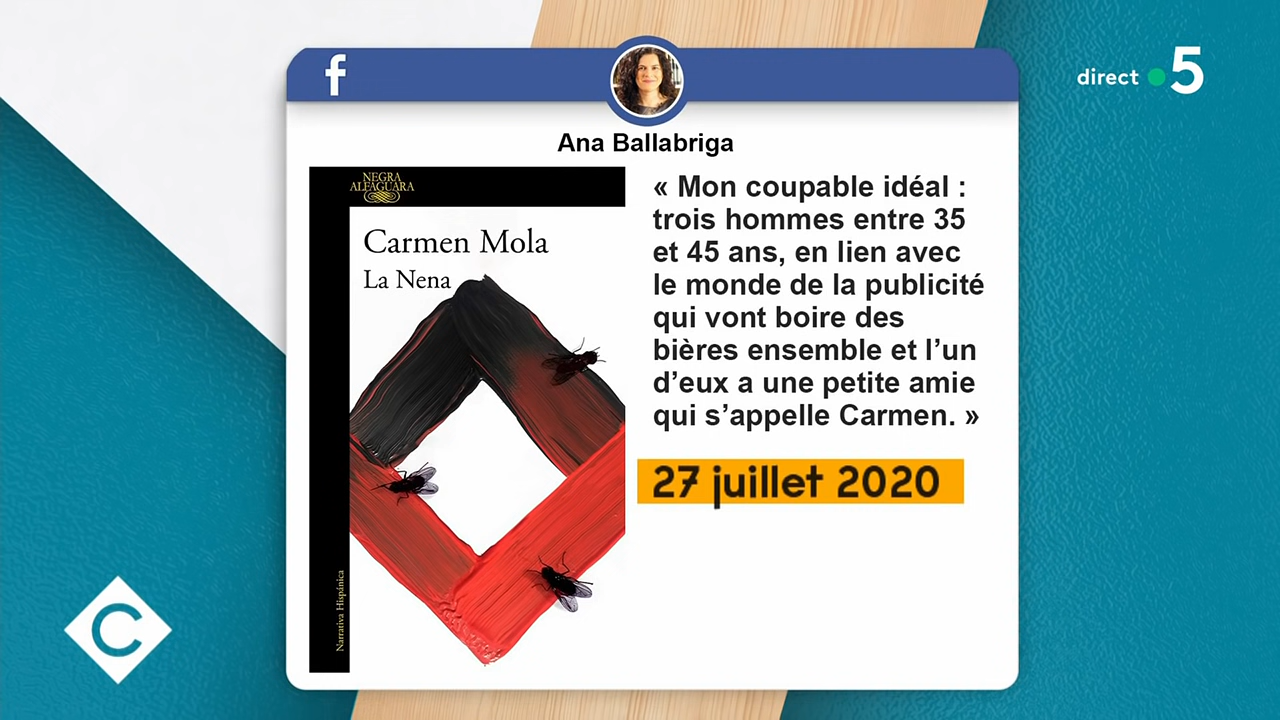 f
direct 5
Ana Ballabriga
NEGRA
ALFAGUARA
Carmen Mola
La Nena
Narrativa Hispánica
« Mon coupable idéal :
trois hommes entre 35
et 45 ans, en lien avec
le monde de la publicité
qui vont boire des
bières ensemble et l’un
d’eux a une petite amie
qui s’appelle Carmen. »
27 juillet 2020
C